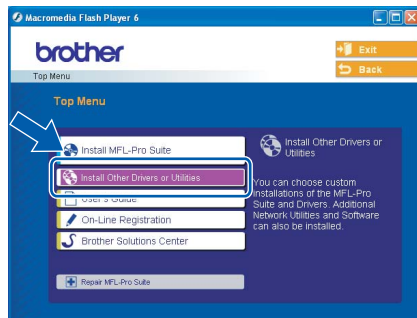 Macromedia Flash Player 6
brother
Exit
Back
Top Menu
Top Menu
Install MFL-Pro Suite
Install Other Drivers or Utilities
User's Guide
On-Line Registration
Brother Solutions Center
Repair MFL-Pro Suite
Install Other Drivers or
Utilities
You can choose custom
installations of the MFL-Pro
Suite and Drivers. Additional
Network Utilities and Software
can also be installed.